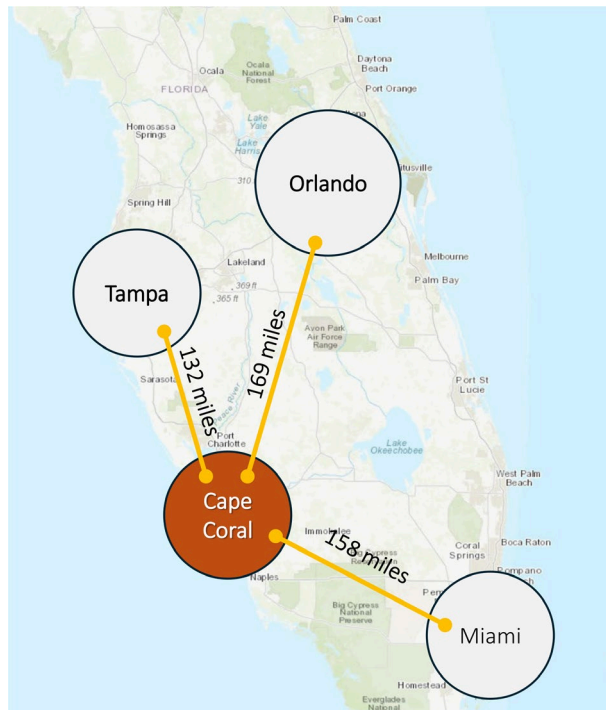 Palm Coast
Daytona
Beach
Ocala
National
Forest
Ocala
FLORIDA
Port Orange
Lake
Yale
Homosassa
Springs
Lake
Harris
Orlando
310
Spring Hill
Melbourne
Lakeland
Palm Bay
Tampa
369 ft
365 ft
Avon Park
Air Force
Range
169 miles
132 miles
Sarasota
Port St
Lucie
Peace River
Port
Charlotte
Lake
Okeechobee
West Palm
Beach
Cape
Coral
158 miles
Coral
Springs
Boca Raton
Naples
Big Cypress
National
Preserve
Miami
Homestead
Everglades
National